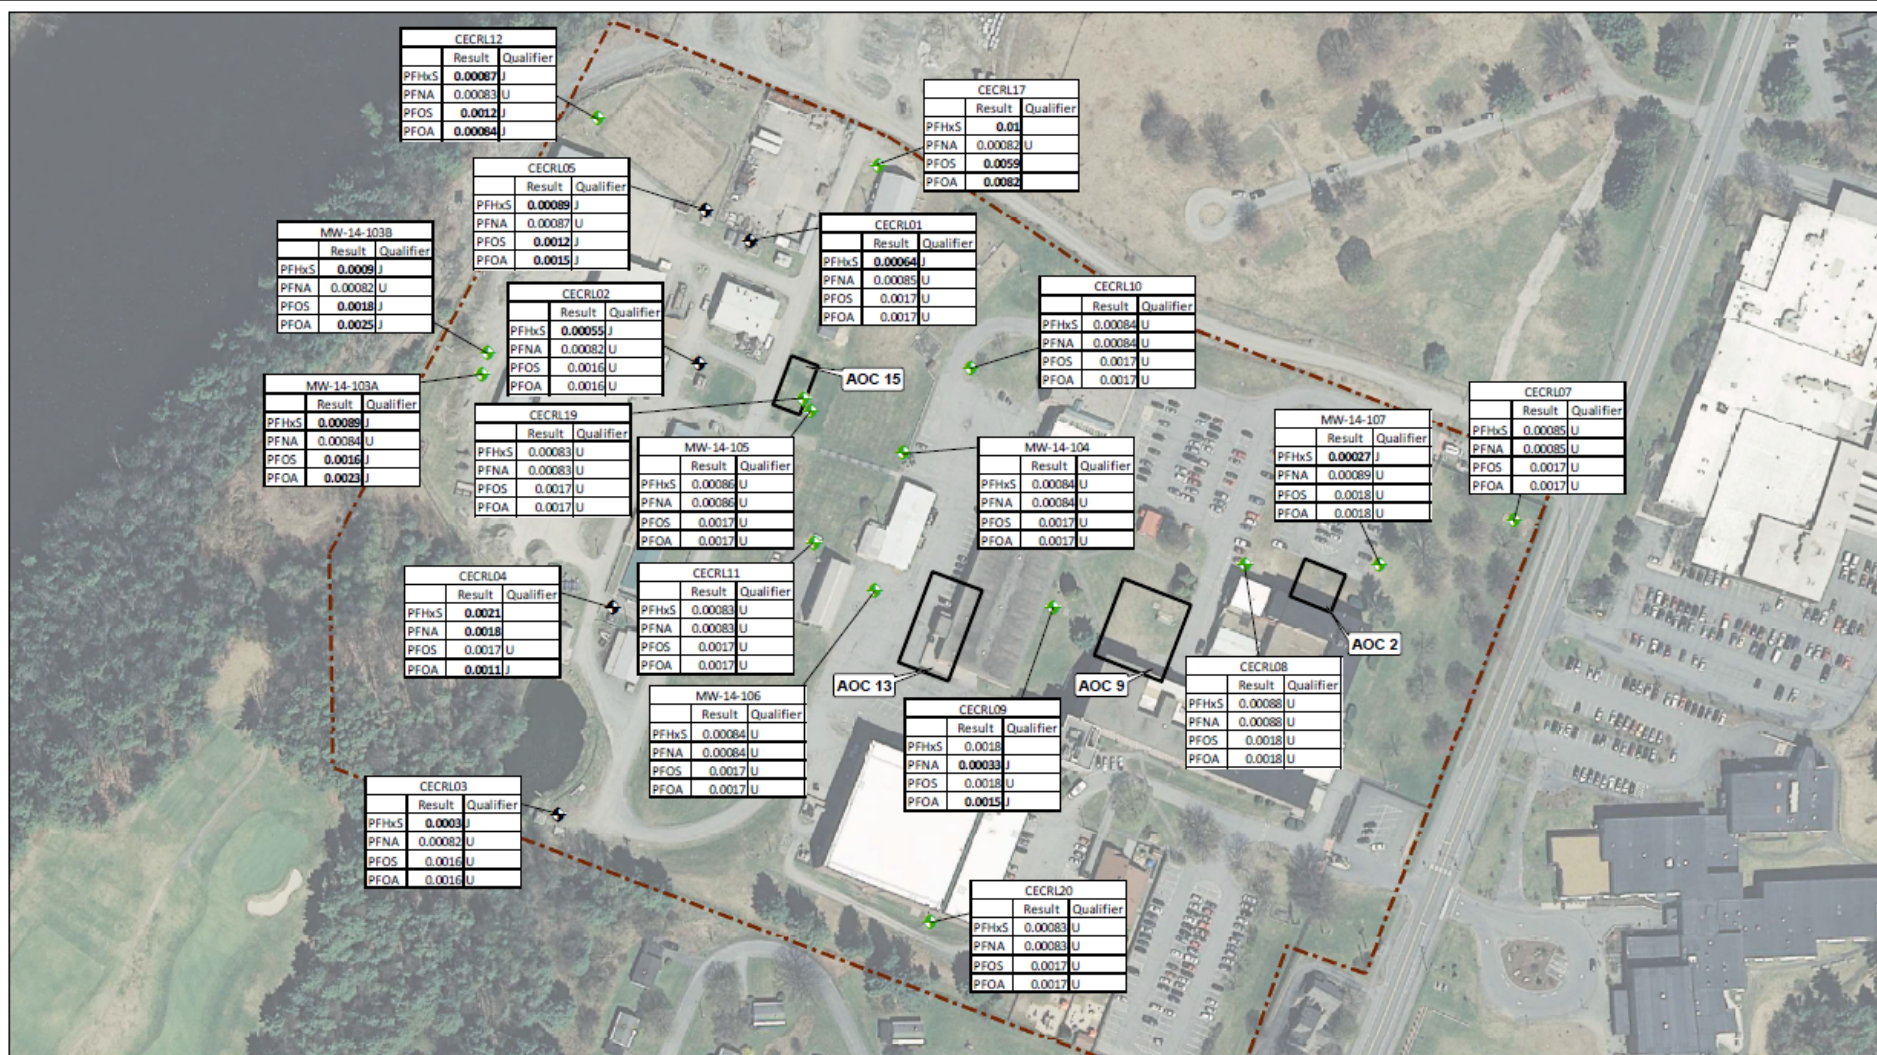 CECRL12
Result Qualifier
PFHxS 0.00087 J
PFNA 0.00083 U
PFOS 0.0012 J
PFOA 0.00084 J
CECRL17
Result Qualifier
PFHxS 0.01
PFNA 0.00082 U
PFOS 0.0059
PFOA 0.0082
CECRL05
Result Qualifier
PFHxS 0.00089 J
PFNA 0.00087 U
PFOS 0.0012 J
PFOA 0.0015 J
MW-14-103B
Result Qualifier
PFHxS 0.0009 J
PFNA 0.00082 U
PFOS 0.0018 J
PFOA 0.0025 J
CECRL01
Result Qualifier
PFHxS 0.00064 J
PFNA 0.00085 U
PFOS 0.0017 U
PFOA 0.0017 U
CECRL02
Result Qualifier
PFHxS 0.00055 J
PFNA 0.00082 U
PFOS 0.0016 U
PFOA 0.0016 U
CECRL10
Result Qualifier
PFHxS 0.00084 U
PFNA 0.00084 U
PFOS 0.0017 U
PFOA 0.0017 U
AOC 15
MW-14-103A
Result Qualifier
PFHxS 0.00089 J
PFNA 0.00084 U
PFOS 0.0016 J
PFOA 0.0023 J
CECRL07
Result Qualifier
PFHxS 0.00085 U
PFNA 0.00085 U
PFOS 0.0017 U
PFOA 0.0017 U
CECRL19
Result Qualifier
PFHxS 0.00083 U
PFNA 0.00083 U
PFOS 0.0017 U
PFOA 0.0017 U
MW-14-107
Result Qualifier
PFHxS 0.00027 J
PFNA 0.00089 U
PFOS 0.0018 U
PFOA 0.0018 U
MW-14-105
Result Qualifier
PFHxS 0.00086 U
PFNA 0.00086 U
PFOS 0.0017 U
PFOA 0.0017 U
MW-14-104
Result Qualifier
PFHxS 0.00084 U
PFNA 0.00084 U
PFOS 0.0017 U
PFOA 0.0017 U
CECRL04
Result Qualifier
PFHxS 0.0021
PFNA 0.0018
PFOS 0.0017 U
PFOA 0.0011 J
CECRL11
Result Qualifier
PFHxS 0.00083 U
PFNA 0.00083 U
PFOS 0.0017 U
PFOA 0.0017 U
AOC 2
AOC 13
AOC 9
CECRL08
Result Qualifier
PFHxS 0.00088 U
PFNA 0.00088 U
PFOS 0.0018 U
PFOA 0.0018 U
MW-14-106
Result Qualifier
PFHxS 0.00084 U
PFNA 0.00084 U
PFOS 0.0017 U
PFOA 0.0017 U
CECRL09
Result Qualifier
PFHxS 0.0018
PFNA 0.00033 J
PFOS 0.0018 U
PFOA 0.0015 J
CECRL03
Result Qualifier
PFHxS 0.0003 J
PFNA 0.00082 U
PFOS 0.0016 U
PFOA 0.0016 U
CECRL20
Result Qualifier
PFHxS 0.00083 U
PFNA 0.00083 U
PFOS 0.0017 U
PFOA 0.0017 U